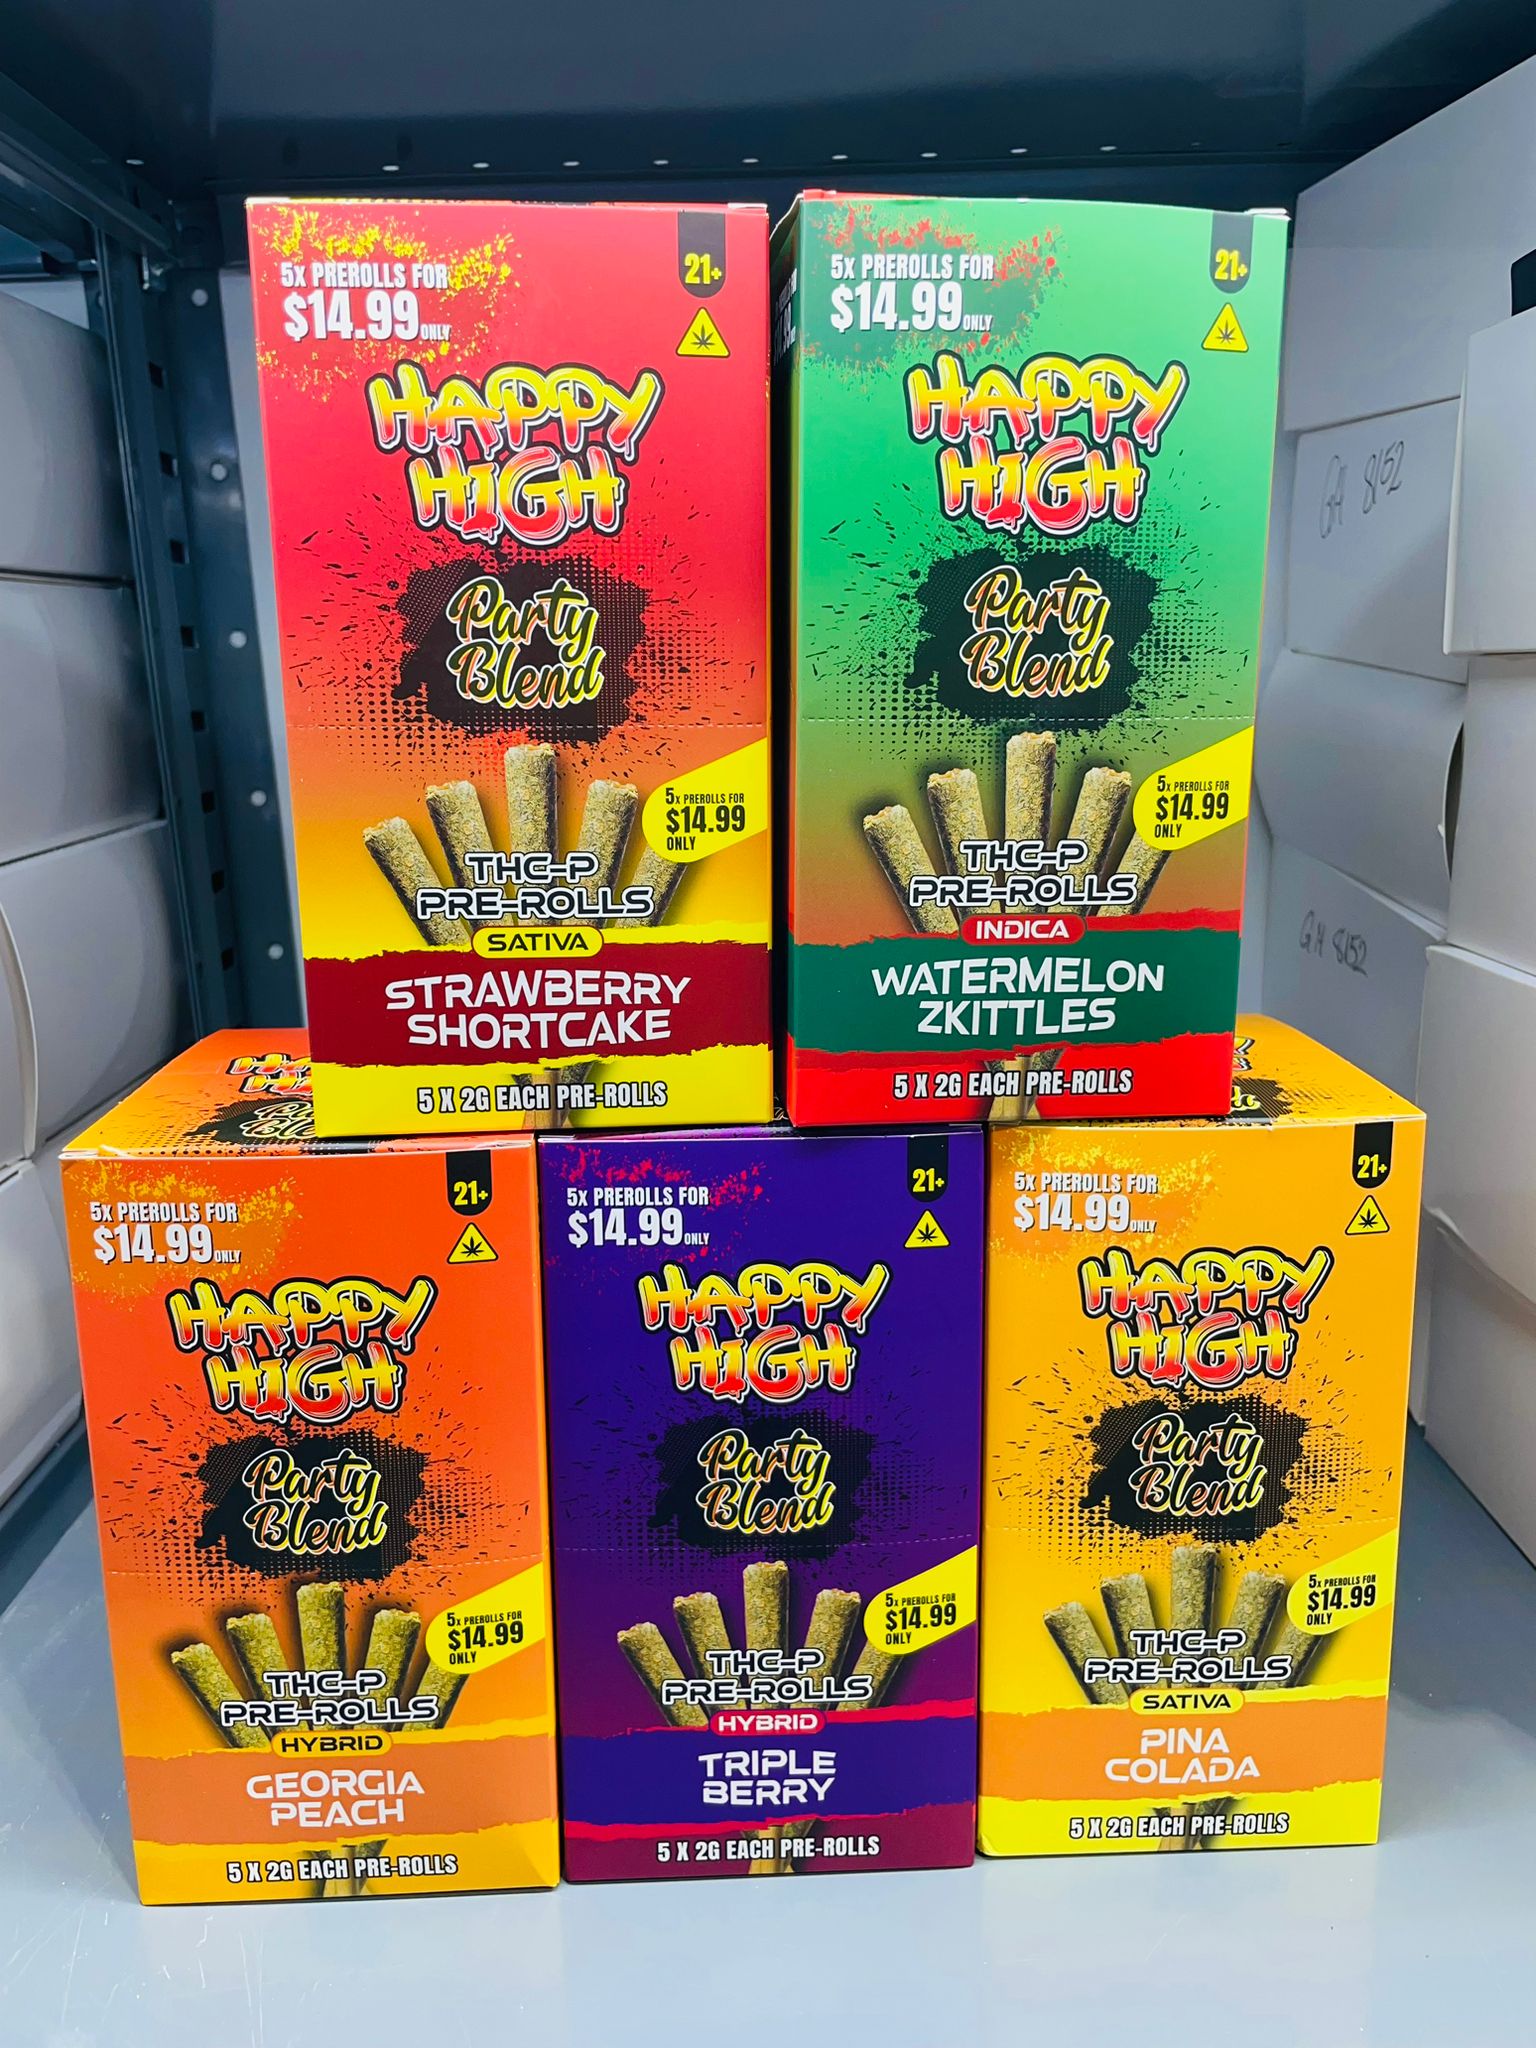 5X PREROLLS FOR
$14.99 ONLY
21+
HAPPY
HIGH
Party
Blend
5X PREROLLS FOR
$14.99
ONLY
THC-P
PRE-ROLLS
SATIVA
STRAWBERRY
SHORTCAKE
5 X 2G EACH PRE-ROLLS
5X PREROLLS FOR
$14.99 ONLY
21+
HAPPY
HIGH
Party
Blend
5X PREROLLS FOR
$14.99
ONLY
THC-P
PRE-ROLLS
INDICA
WATERMELON
ZKITTLES
5 X 2G EACH PRE-ROLLS
GH 8152
GH 8152
5X PREROLLS FOR
$14.99 ONLY
21+
HAPPY
HIGH
Party
Blend
5X PREROLLS FOR
$14.99
ONLY
THC-P
PRE-ROLLS
HYBRID
GEORGIA
PEACH
5 X 2G EACH PRE-ROLLS
5X PREROLLS FOR
$14.99 ONLY
21+
HAPPY
HIGH
Party
Blend
5X PREROLLS FOR
$14.99
ONLY
THC-P
PRE-ROLLS
HYBRID
TRIPLE
BERRY
5 X 2G EACH PRE-ROLLS
5X PREROLLS FOR
$14.99 ONLY
21+
HAPPY
HIGH
Party
Blend
5X PREROLLS FOR
$14.99
ONLY
THC-P
PRE-ROLLS
SATIVA
PINA
COLADA
5 X 2G EACH PRE-ROLLS